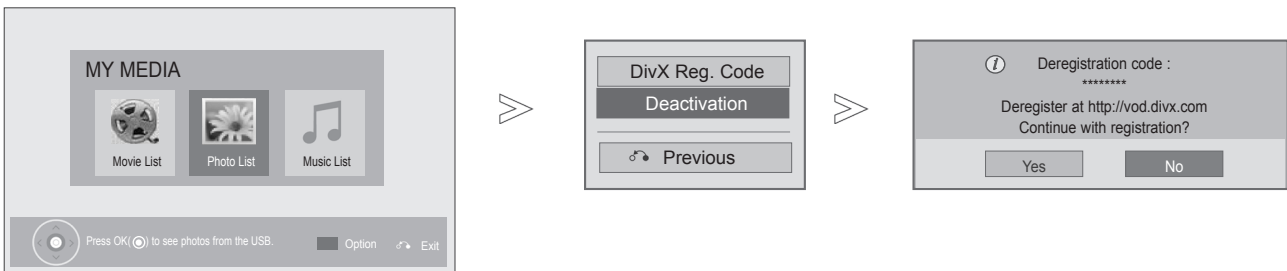 MY MEDIA
Movie List
Photo List
Music List
Press OK(◉) to see photos from the USB.
Option
Exit
DivX Reg. Code
Deactivation
Previous
Deregistration code :
********
Deregister at http://vod.divx.com
Continue with registration?
Yes
No